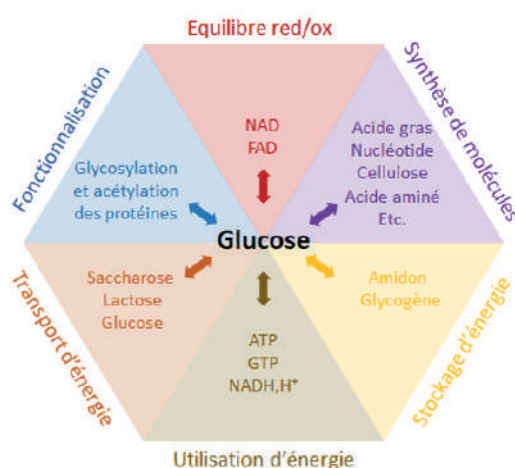 Equilibre red/ox
Fonctionnalisation
Synthèse de molécules
NAD
FAD
Glycosylation
et acétylation
des protéines
Acide gras
Nucléotide
Cellulose
Acide aminé
Etc.
Glucose
Saccharose
Lactose
Glucose
Amidon
Glycogène
ATP
GTP
NADH,H⁺
Transport d'énergie
Stockage d'énergie
Utilisation d'énergie